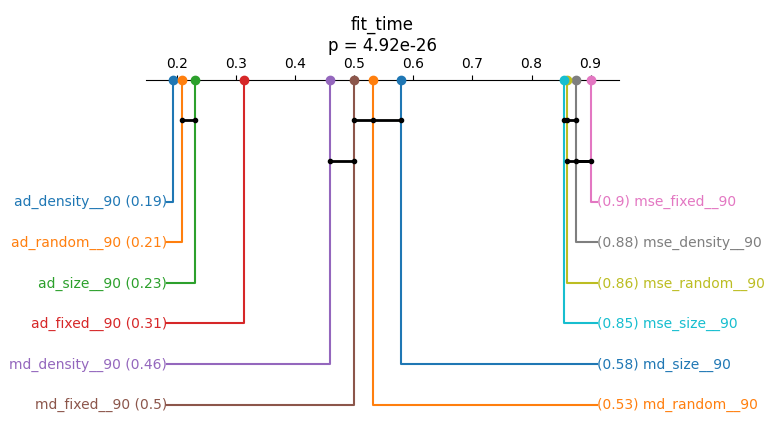 fit_time
p = 4.92e-26
0.2 0.3 0.4 0.5 0.6 0.7 0.8 0.9
ad_density__90 (0.19)
(0.9) mse_fixed__90
ad_random__90 (0.21)
(0.88) mse_density__90
ad_size__90 (0.23)
(0.86) mse_random__90
ad_fixed__90 (0.31)
(0.85) mse_size__90
md_density__90 (0.46)
(0.58) md_size__90
md_fixed__90 (0.5)
(0.53) md_random__90